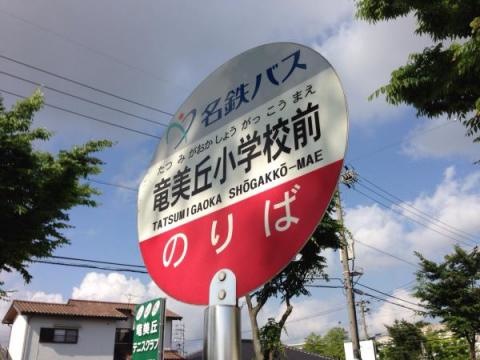 名鉄バス
たつみがおかしょうがっこうまえ
竜美丘小学校前
TATSUMIGAOKA SHŌGAKKŌ-MAE
のりば
竜美丘
テニスクラブ